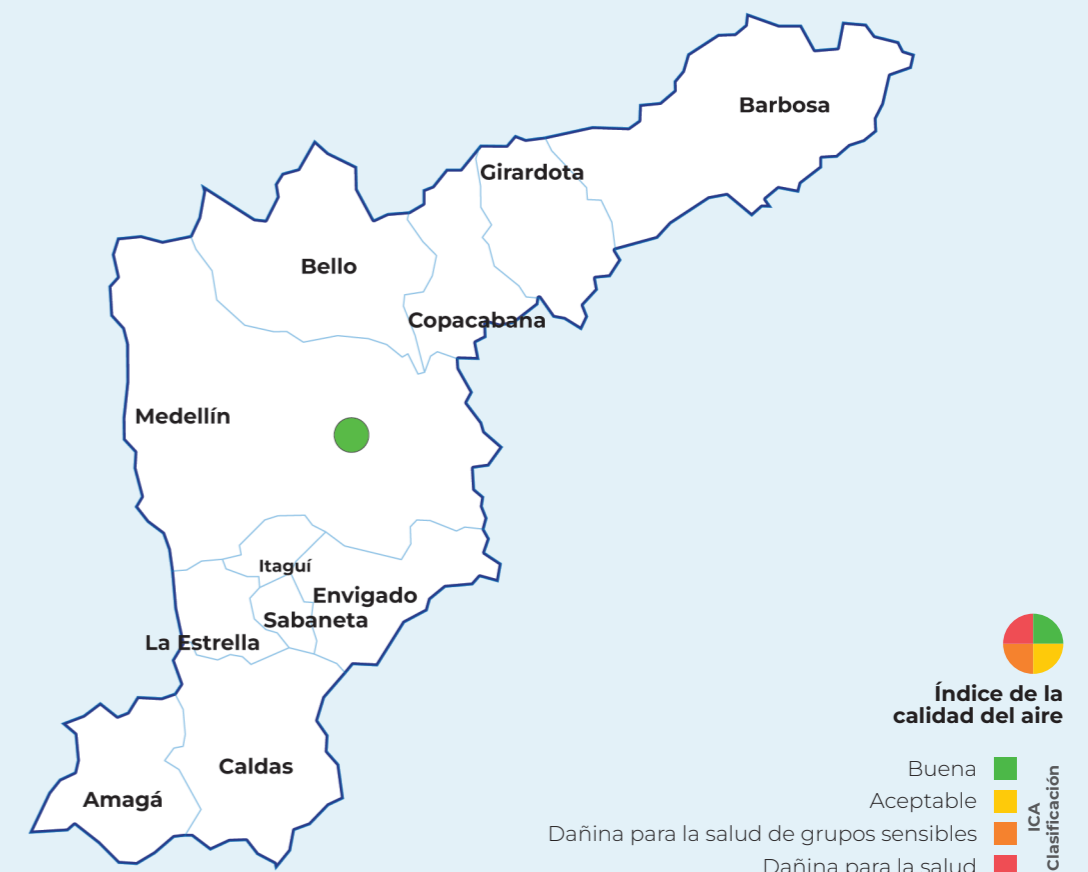 Barbosa
Girardota
Bello
Copacabana
Medellín
Itaguí
Envigado
Sabaneta
La Estrella
Caldas
Amagá
Índice de la
calidad del aire
Buena
Aceptable
Dañina para la salud de grupos sensibles
Dañina para la salud
ICA
Clasificación